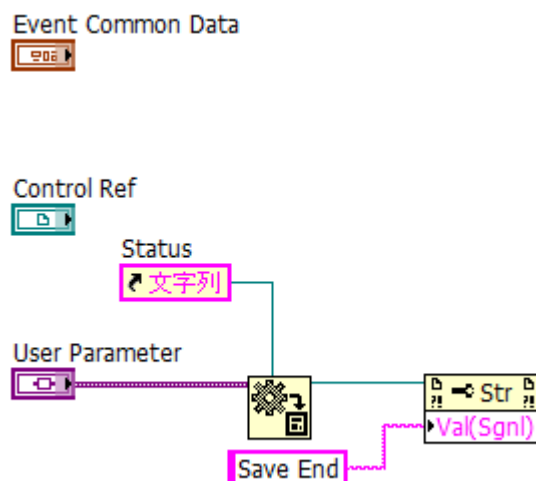 Event Common Data
Control Ref
Status
文字列
User Parameter
Str
Val(Sgnl)
Save End